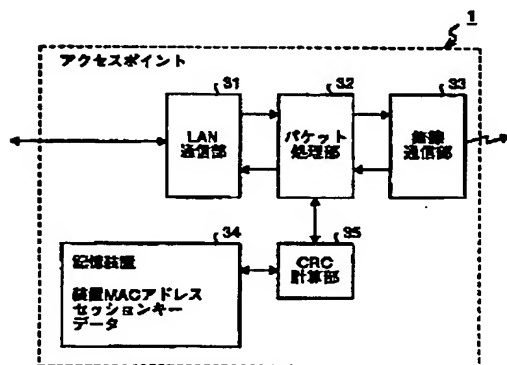 1
アクセスポイント
31
32
33
LAN
通信部
パケット
処理部
無線
通信部
34
35
記憶装置
装置MACアドレス
セッションキー
データ
CRC
計算部